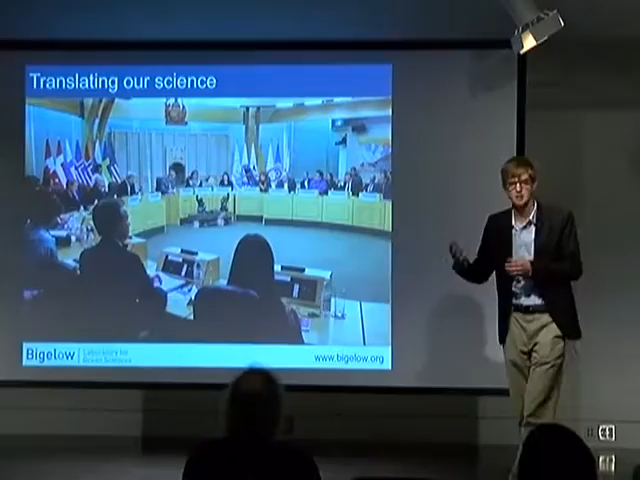 Translating our science
Bigelow | Laboratory for
Ocean Sciences
www.bigelow.org